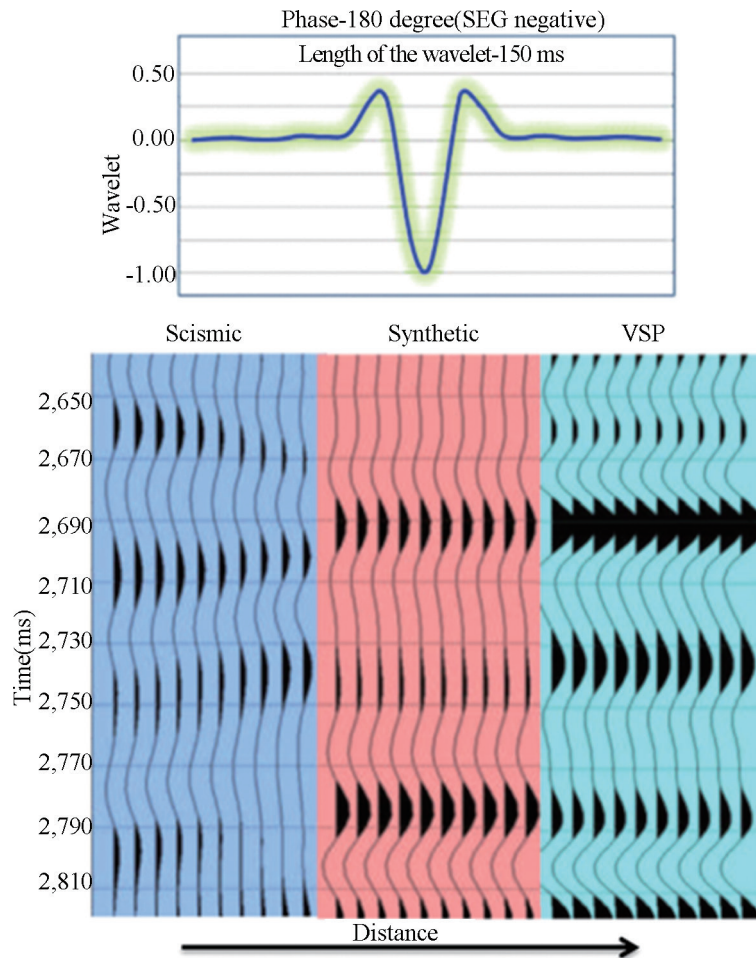 Phase-180 degree(SEG negative)
Length of the wavelet-150 ms
0.50
0.00
-0.50
-1.00
Wavelet
Scismic Synthetic VSP
2,650
2,670
2,690
2,710
2,730
2,750
2,770
2,790
2,810
Time(ms)
Distance